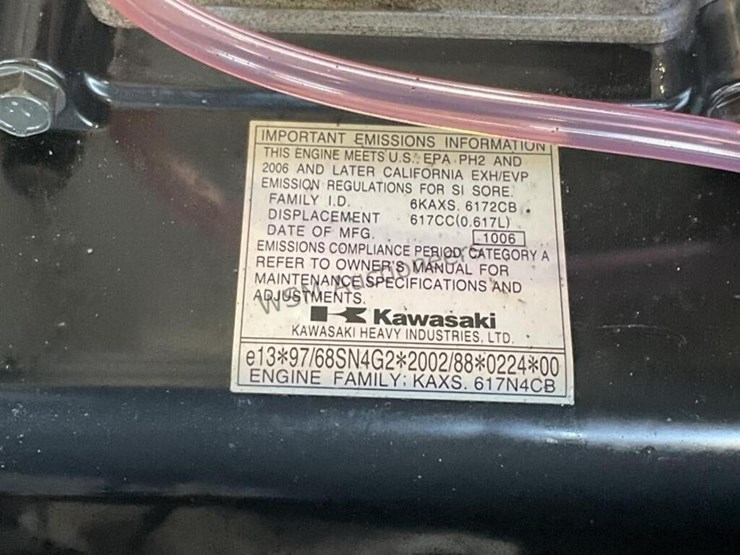 IMPORTANT EMISSIONS INFORMATION
THIS ENGINE MEETS U.S. EPA PH2 AND
2006 AND LATER CALIFORNIA EXH/EVP
EMISSION REGULATIONS FOR SI SORE.
FAMILY I.D. 6KAXS. 6172CB
DISPLACEMENT 617CC(0.617L)
DATE OF MFG. 1006
EMISSIONS COMPLIANCE PERIOD; CATEGORY A
REFER TO OWNER'S MANUAL FOR
MAINTENANCE SPECIFICATIONS AND
ADJUSTMENTS.
WSM Auctioneers
Kawasaki
KAWASAKI HEAVY INDUSTRIES, LTD.
e13*97/68SN4G2*2002/88*0224*00
ENGINE FAMILY: KAXS. 617N4CB